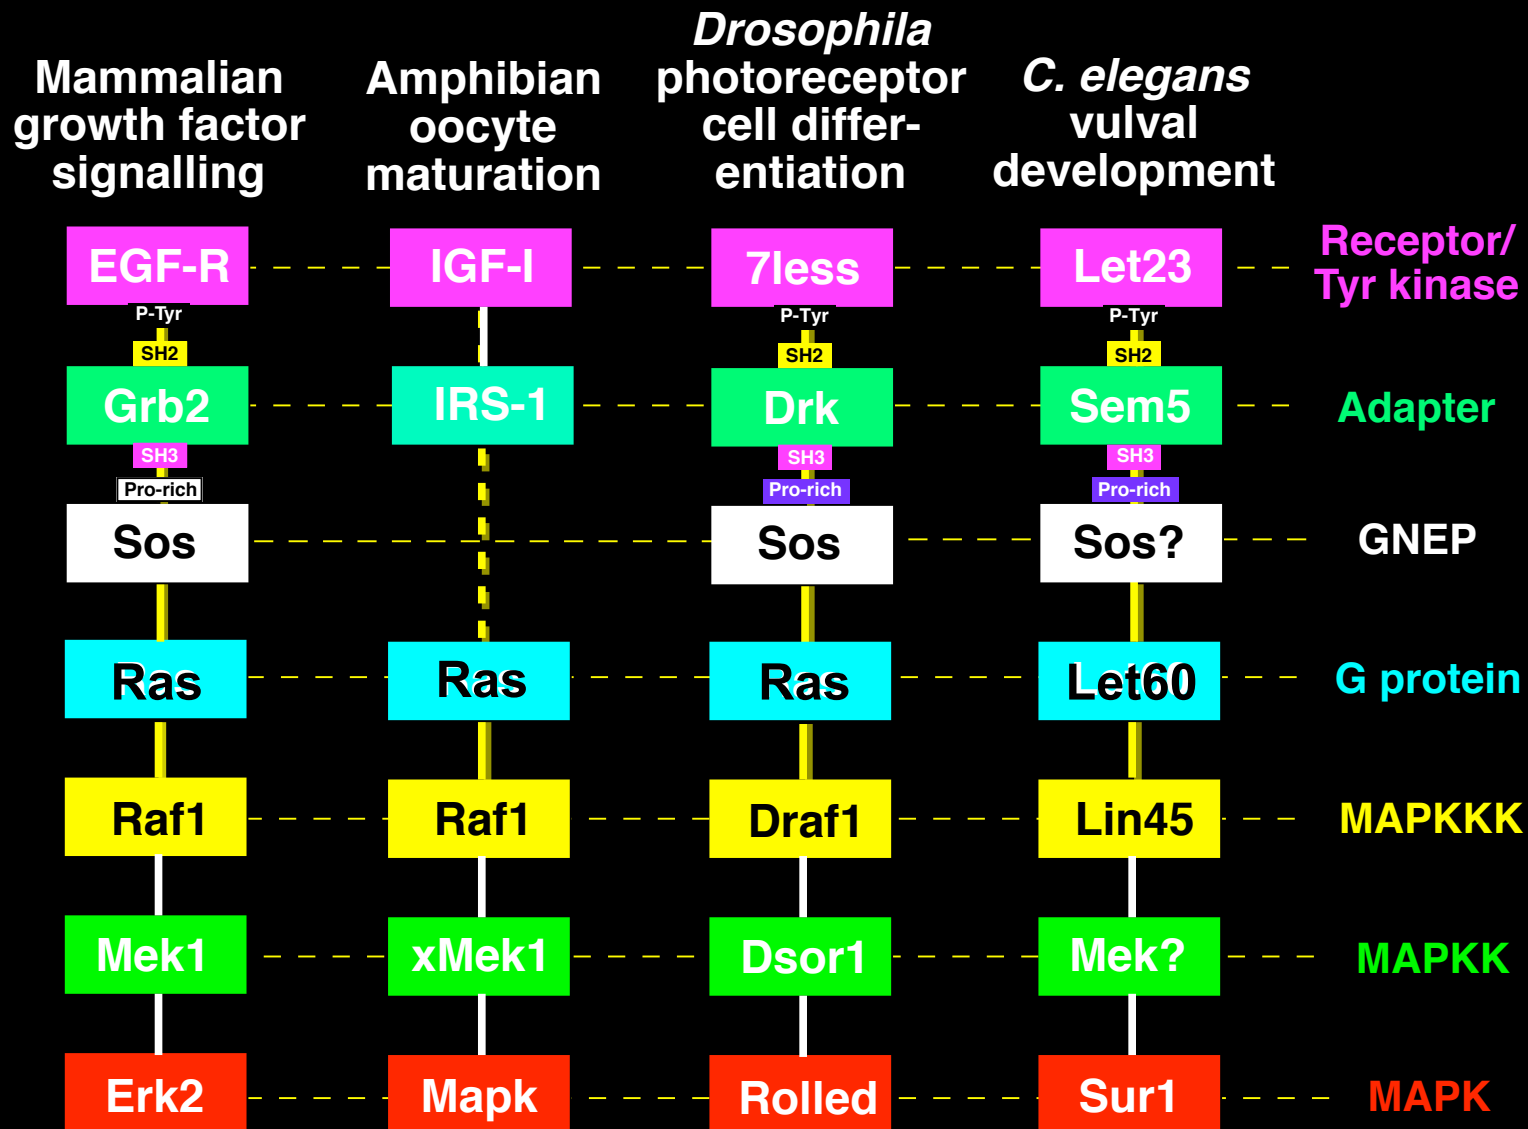 Mammalian
growth factor
signalling
Amphibian
oocyte
maturation
Drosophila
photoreceptor
cell differ-
entiation
C. elegans
vulval
development
EGF-R
IGF-I
7less
Let23
Receptor/
Tyr kinase
P-Tyr
P-Tyr
P-Tyr
SH2
SH2
SH2
Grb2
IRS-1
Drk
Sem5
Adapter
SH3
SH3
SH3
Pro-rich
Pro-rich
Pro-rich
Sos
Sos
Sos?
GNEP
Ras
Ras
Ras
Let60
G protein
Raf1
Raf1
Draf1
Lin45
MAPKKK
Mek1
xMek1
Dsor1
Mek?
MAPKK
Erk2
Mapk
Rolled
Sur1
MAPK